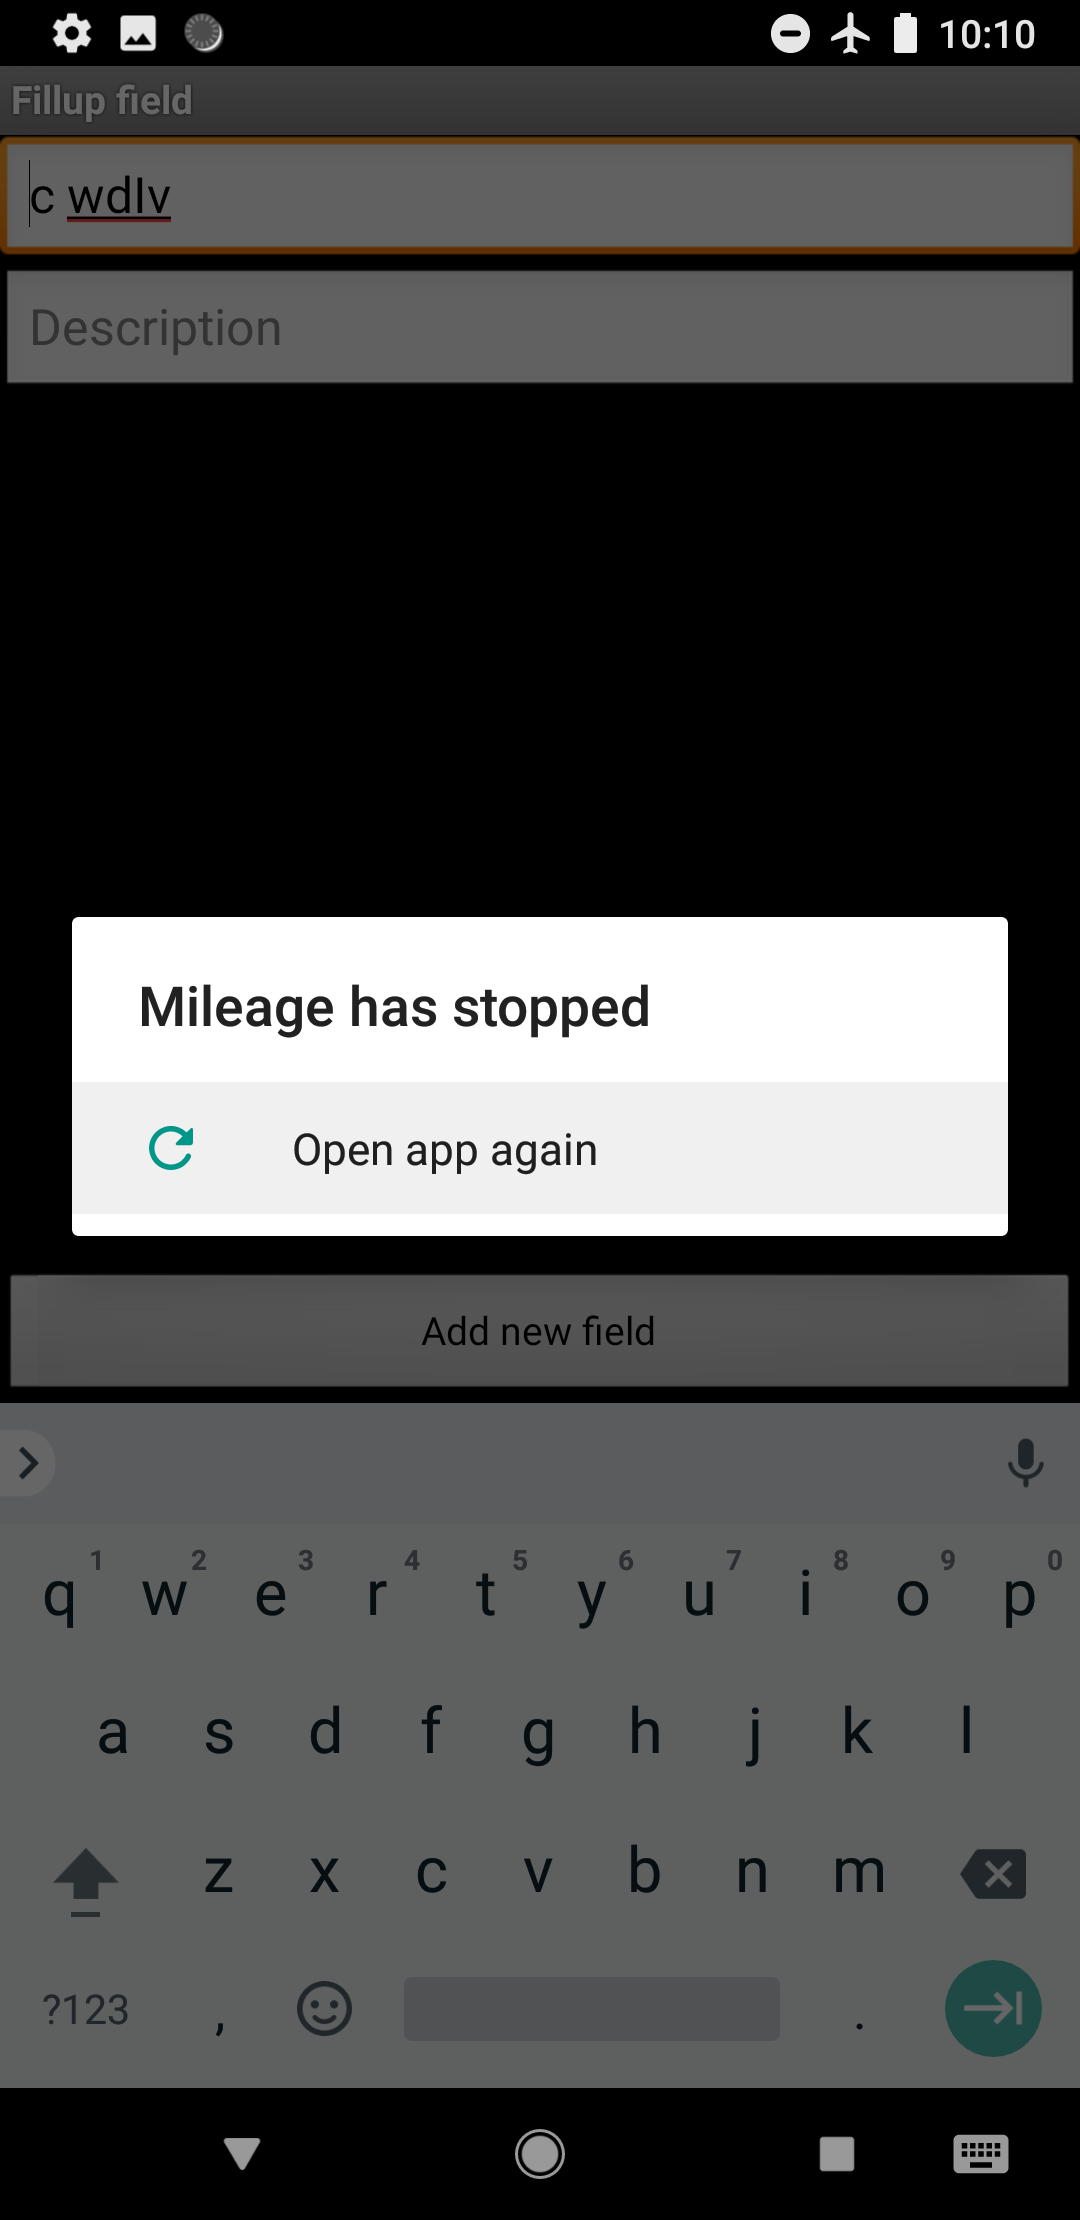 10:10
Fillup field
c wdlv
Description
Mileage has stopped
Open app again
Add new field
1 2 3 4 5 6 7 8 9 0
q w e r t y u i o p
a s d f g h j k l
z x c v b n m
?123 , .